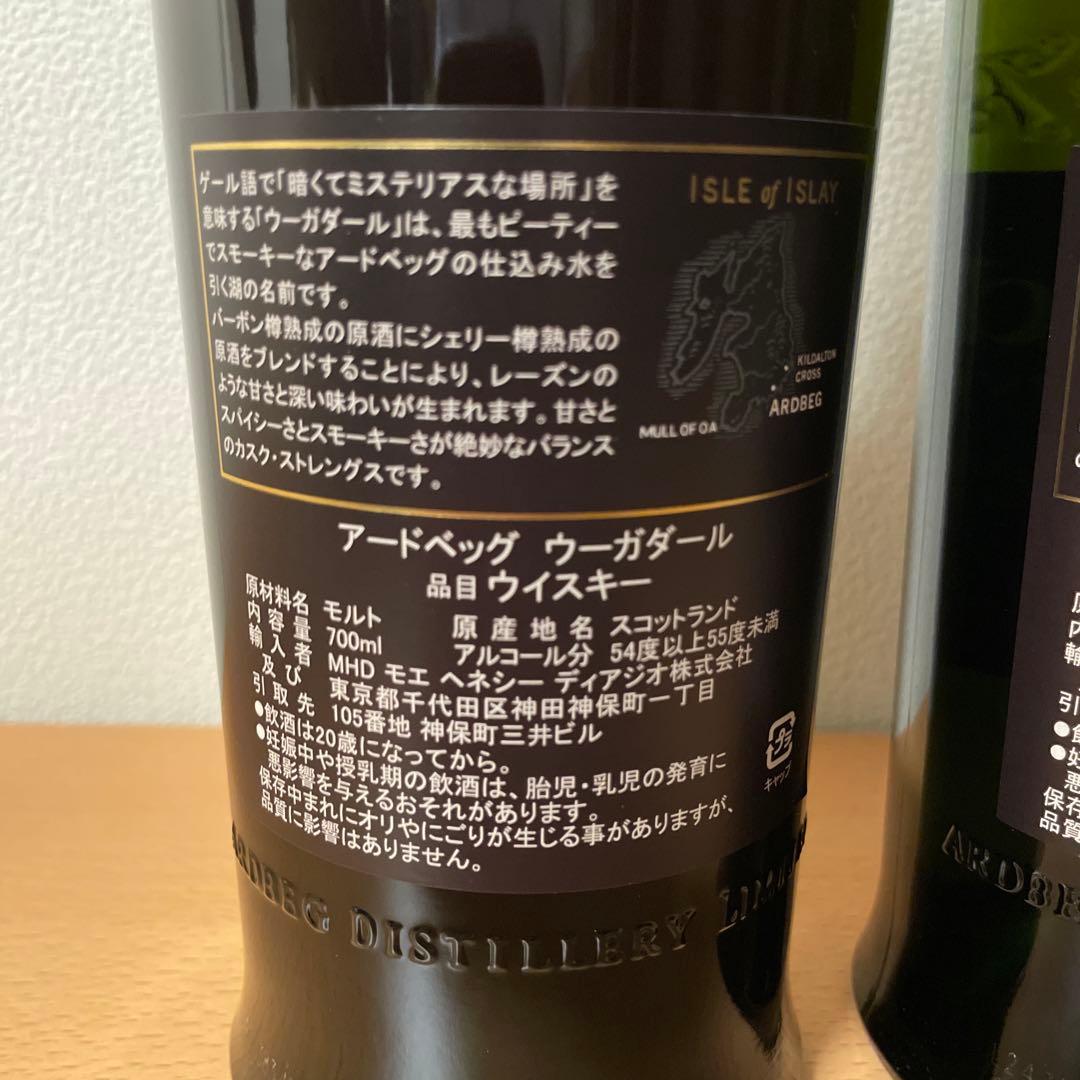 ゲール語で「暗くてミステリアスな場所」を
意味する「ウーガダール」は、最もピーティー
でスモーキーなアードベッグの仕込み水を
引く湖の名前です。
バーボン樽熟成の原酒にシェリー樽熟成の
原酒をブレンドすることにより、レーズンの
ような甘さと深い味わいが生まれます。甘さと
スパイシーさとスモーキーさが絶妙なバランス
のカスク・ストレングスです。
ISLE of ISLAY
KILDALTON
CROSS
ARDBEG
MULL OF OA
アードベッグ ウーガダール
品目 ウイスキー
原材料名 モルト 原産地名 スコットランド
内容量 700ml アルコール分 54度以上55度未満
輸入者 MHD モエ ヘネシー ディアジオ株式会社
及び 東京都千代田区神田神保町一丁目
引取先 105番地 神保町三井ビル
●飲酒は20歳になってから。
●妊娠中や授乳期の飲酒は、胎児・乳児の発育に
悪影響を与えるおそれがあります。
保存中まれにオリやにごりが生じる事がありますが、
品質に影響はありません。
プラ
キャップ
ARDBEG DISTILLERY
の
内
輸
引
●飲
●妊
悪
保存
品質